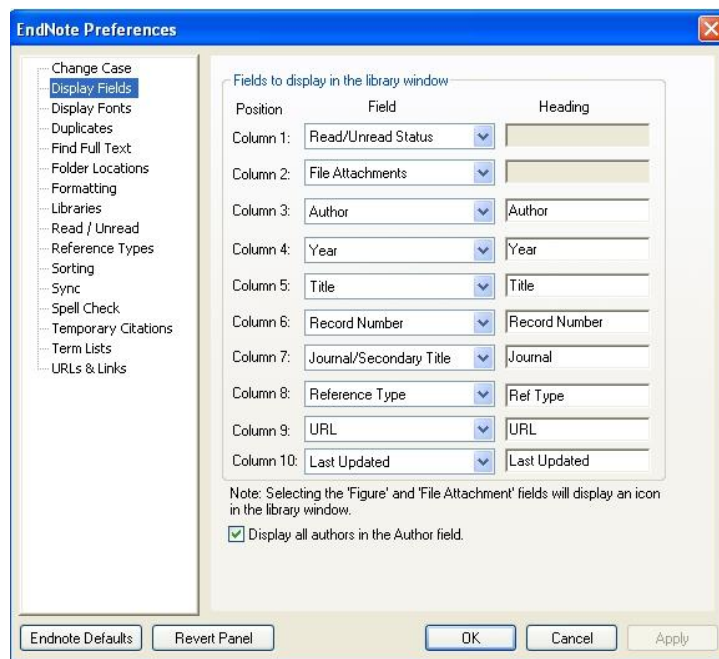 EndNote Preferences
Change Case
Display Fields
Display Fonts
Duplicates
Find Full Text
Folder Locations
Formatting
Libraries
Read / Unread
Reference Types
Sorting
Sync
Spell Check
Temporary Citations
Term Lists
URLs & Links
Fields to display in the library window
Position Field Heading
Column 1: Read/Unread Status
Column 2: File Attachments
Column 3: Author Author
Column 4: Year Year
Column 5: Title Title
Column 6: Record Number Record Number
Column 7: Journal/Secondary Title Journal
Column 8: Reference Type Ref Type
Column 9: URL URL
Column 10: Last Updated Last Updated
Note: Selecting the 'Figure' and 'File Attachment' fields will display an icon
in the library window.
Display all authors in the Author field.
Endnote Defaults Revert Panel OK Cancel Apply